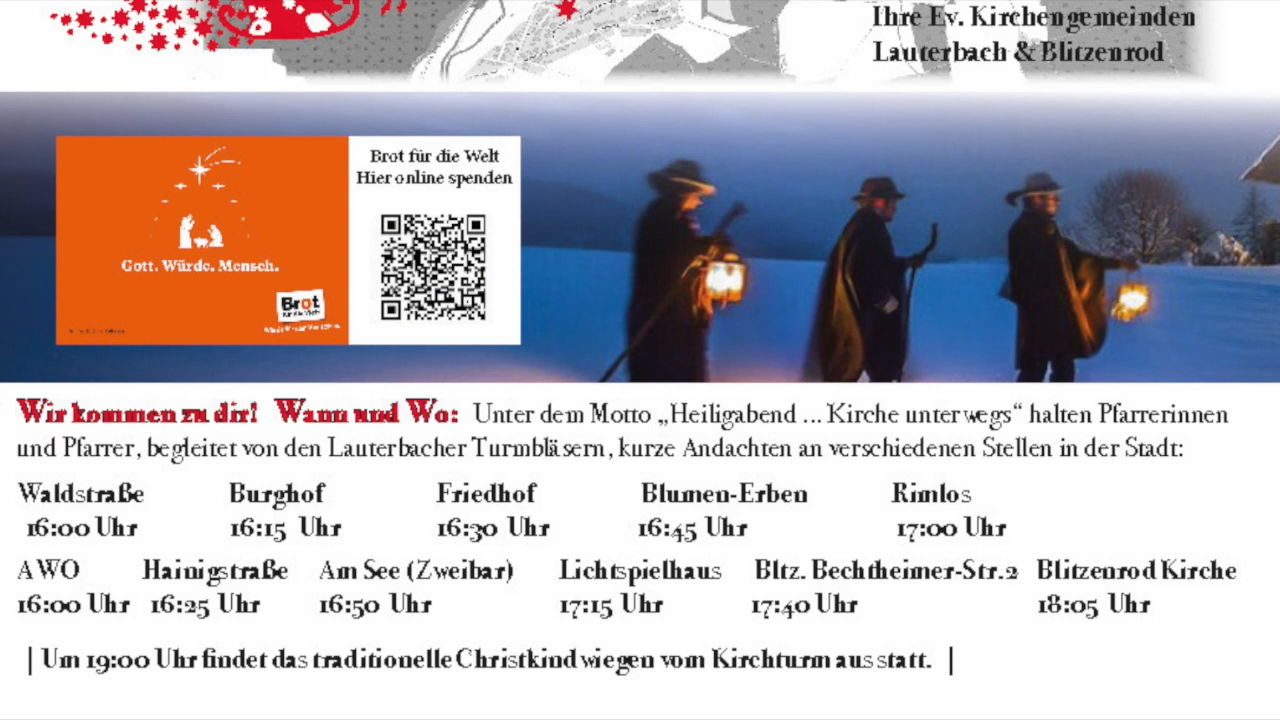 Ihre Ev. Kirchengemeinden
Lauterbach & Blitzenrod
Brot für die Welt
Hier online spenden
Gott. Würde. Mensch.
Brot
für die Welt
Wir kommen zu dir! Wann und Wo: Unter dem Motto „Heiligabend ... Kirche unterwegs“ halten Pfarrerinnen
und Pfarrer, begleitet von den Lauterbacher Turmbläsern, kurze Andachten an verschiedenen Stellen in der Stadt:
Waldstraße Burghof Friedhof Blumen-Erben Rimlos
16:00 Uhr 16:15 Uhr 16:30 Uhr 16:45 Uhr 17:00 Uhr
AWO Hainigstraße Am See (Zweibar) Lichtspielhaus Bltz. Bechtheimer-Str.2 Blitzenrod Kirche
16:00 Uhr 16:25 Uhr 16:50 Uhr 17:15 Uhr 17:40 Uhr 18:05 Uhr
| Um 19:00 Uhr findet das traditionelle Christkindwiegen vom Kirchturm aus statt. |